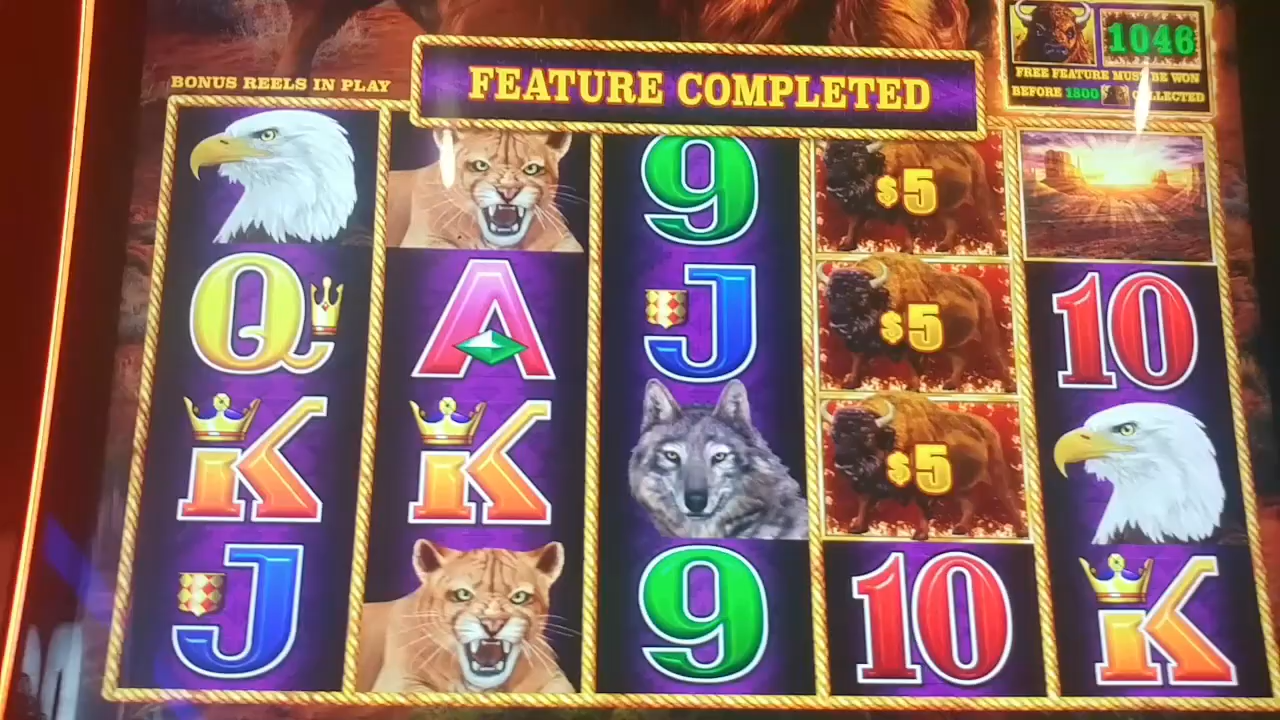 1046
FREE FEATURE MUST BE WON
BEFORE 1800 COLLECTED
BONUS REELS IN PLAY
FEATURE COMPLETED
9
$5
Q
A
J
$5
10
K
K
$5
J
9
10
K